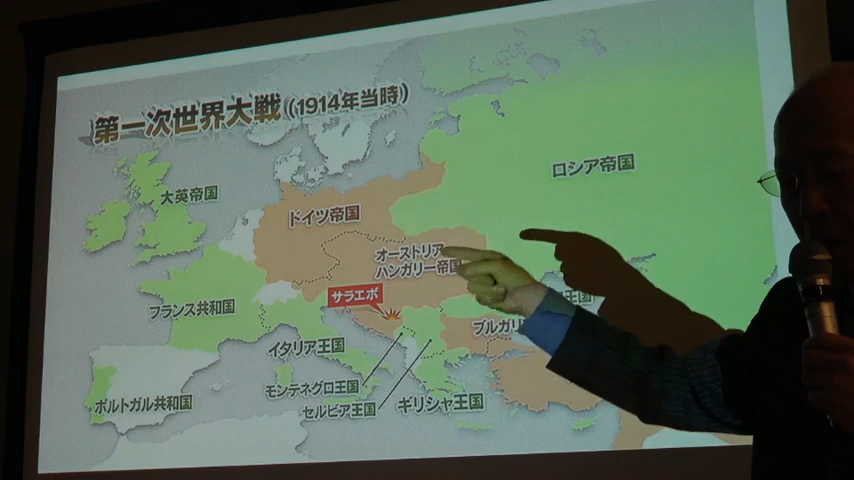 第一次世界大戦(1914年当時)
大英帝国
ロシア帝国
ドイツ帝国
オーストリア
ハンガリー帝国
サラエボ
フランス共和国
王国
ブルガリ
イタリア王国
モンテネグロ王国
セルビア王国
ギリシャ王国
ポルトガル共和国